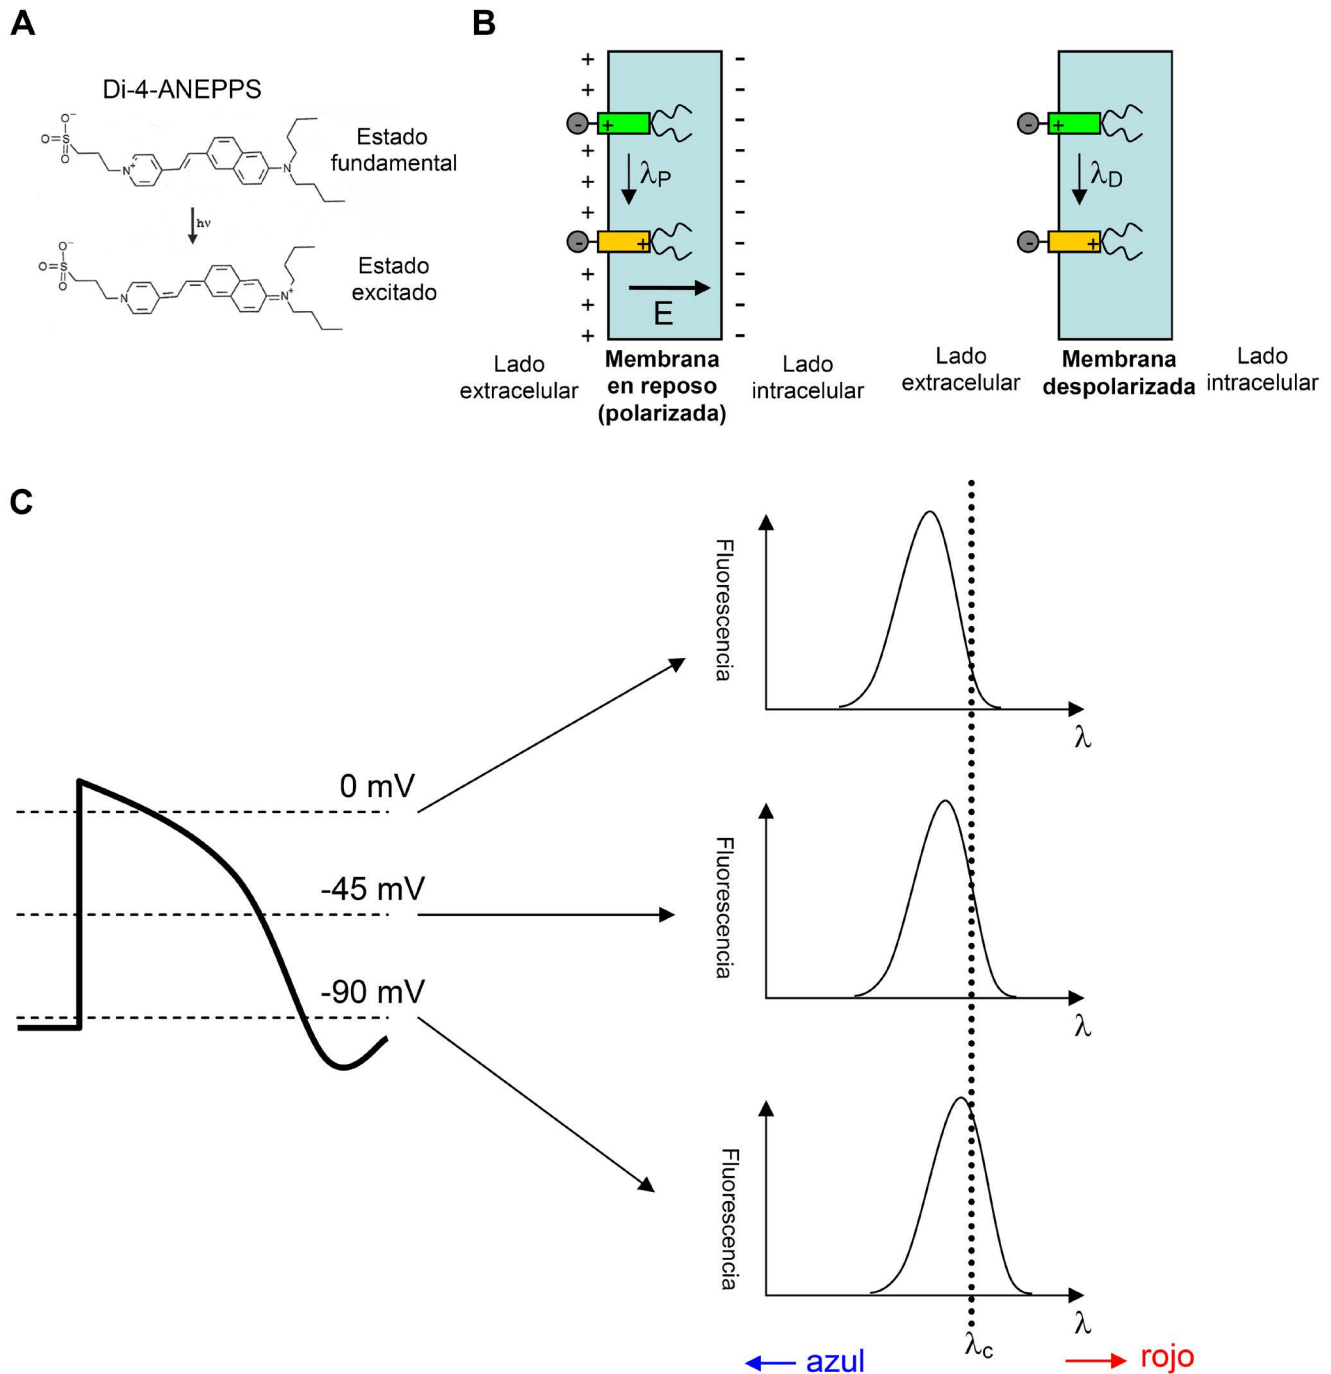 A
Di-4-ANEPPS
O⁻
O=S
O
N⁺
N
Estado
fundamental
hν
O⁻
O=S
O
N
N⁺
Estado
excitado
B
+ + + + + + + + +
- - - - - - - - - -
-
+
λP
-
+
E
Lado
extracelular
Membrana
en reposo
(polarizada)
Lado
intracelular
-
+
λD
-
+
Lado
extracelular
Membrana
despolarizada
Lado
intracelular
C
0 mV
-45 mV
-90 mV
Fluorescencia
λ
Fluorescencia
λ
Fluorescencia
λ
λc
azul
rojo